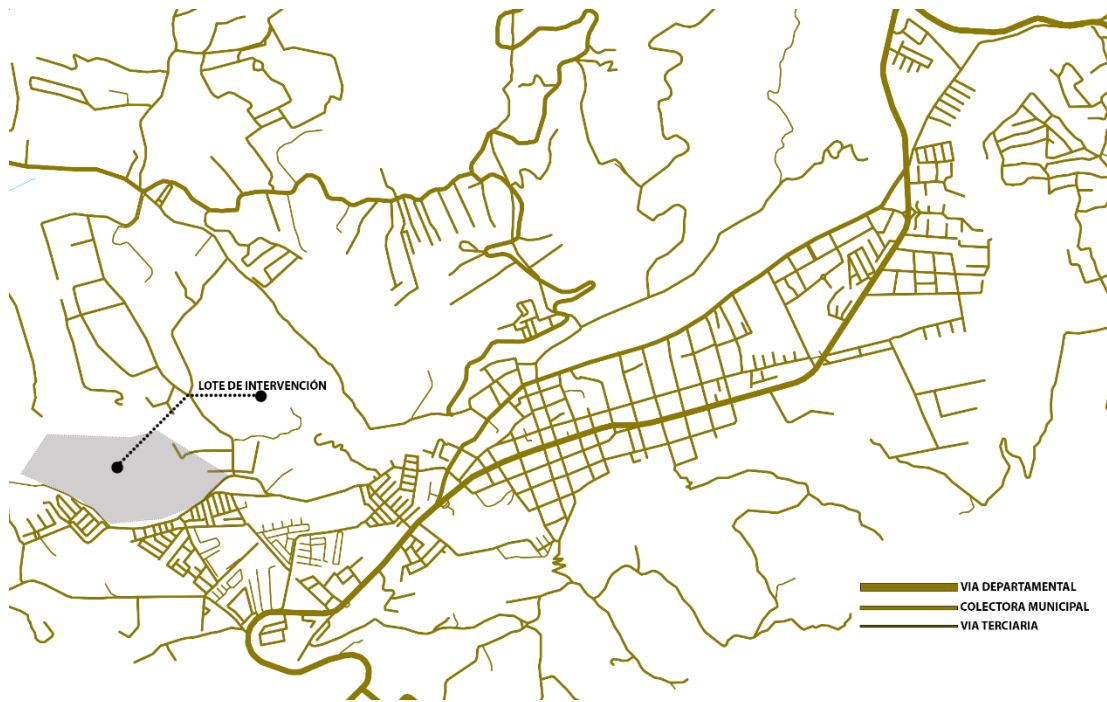 LOTE DE INTERVENCIÓN
VIA DEPARTAMENTAL
COLECTORA MUNICIPAL
VIA TERCIARIA